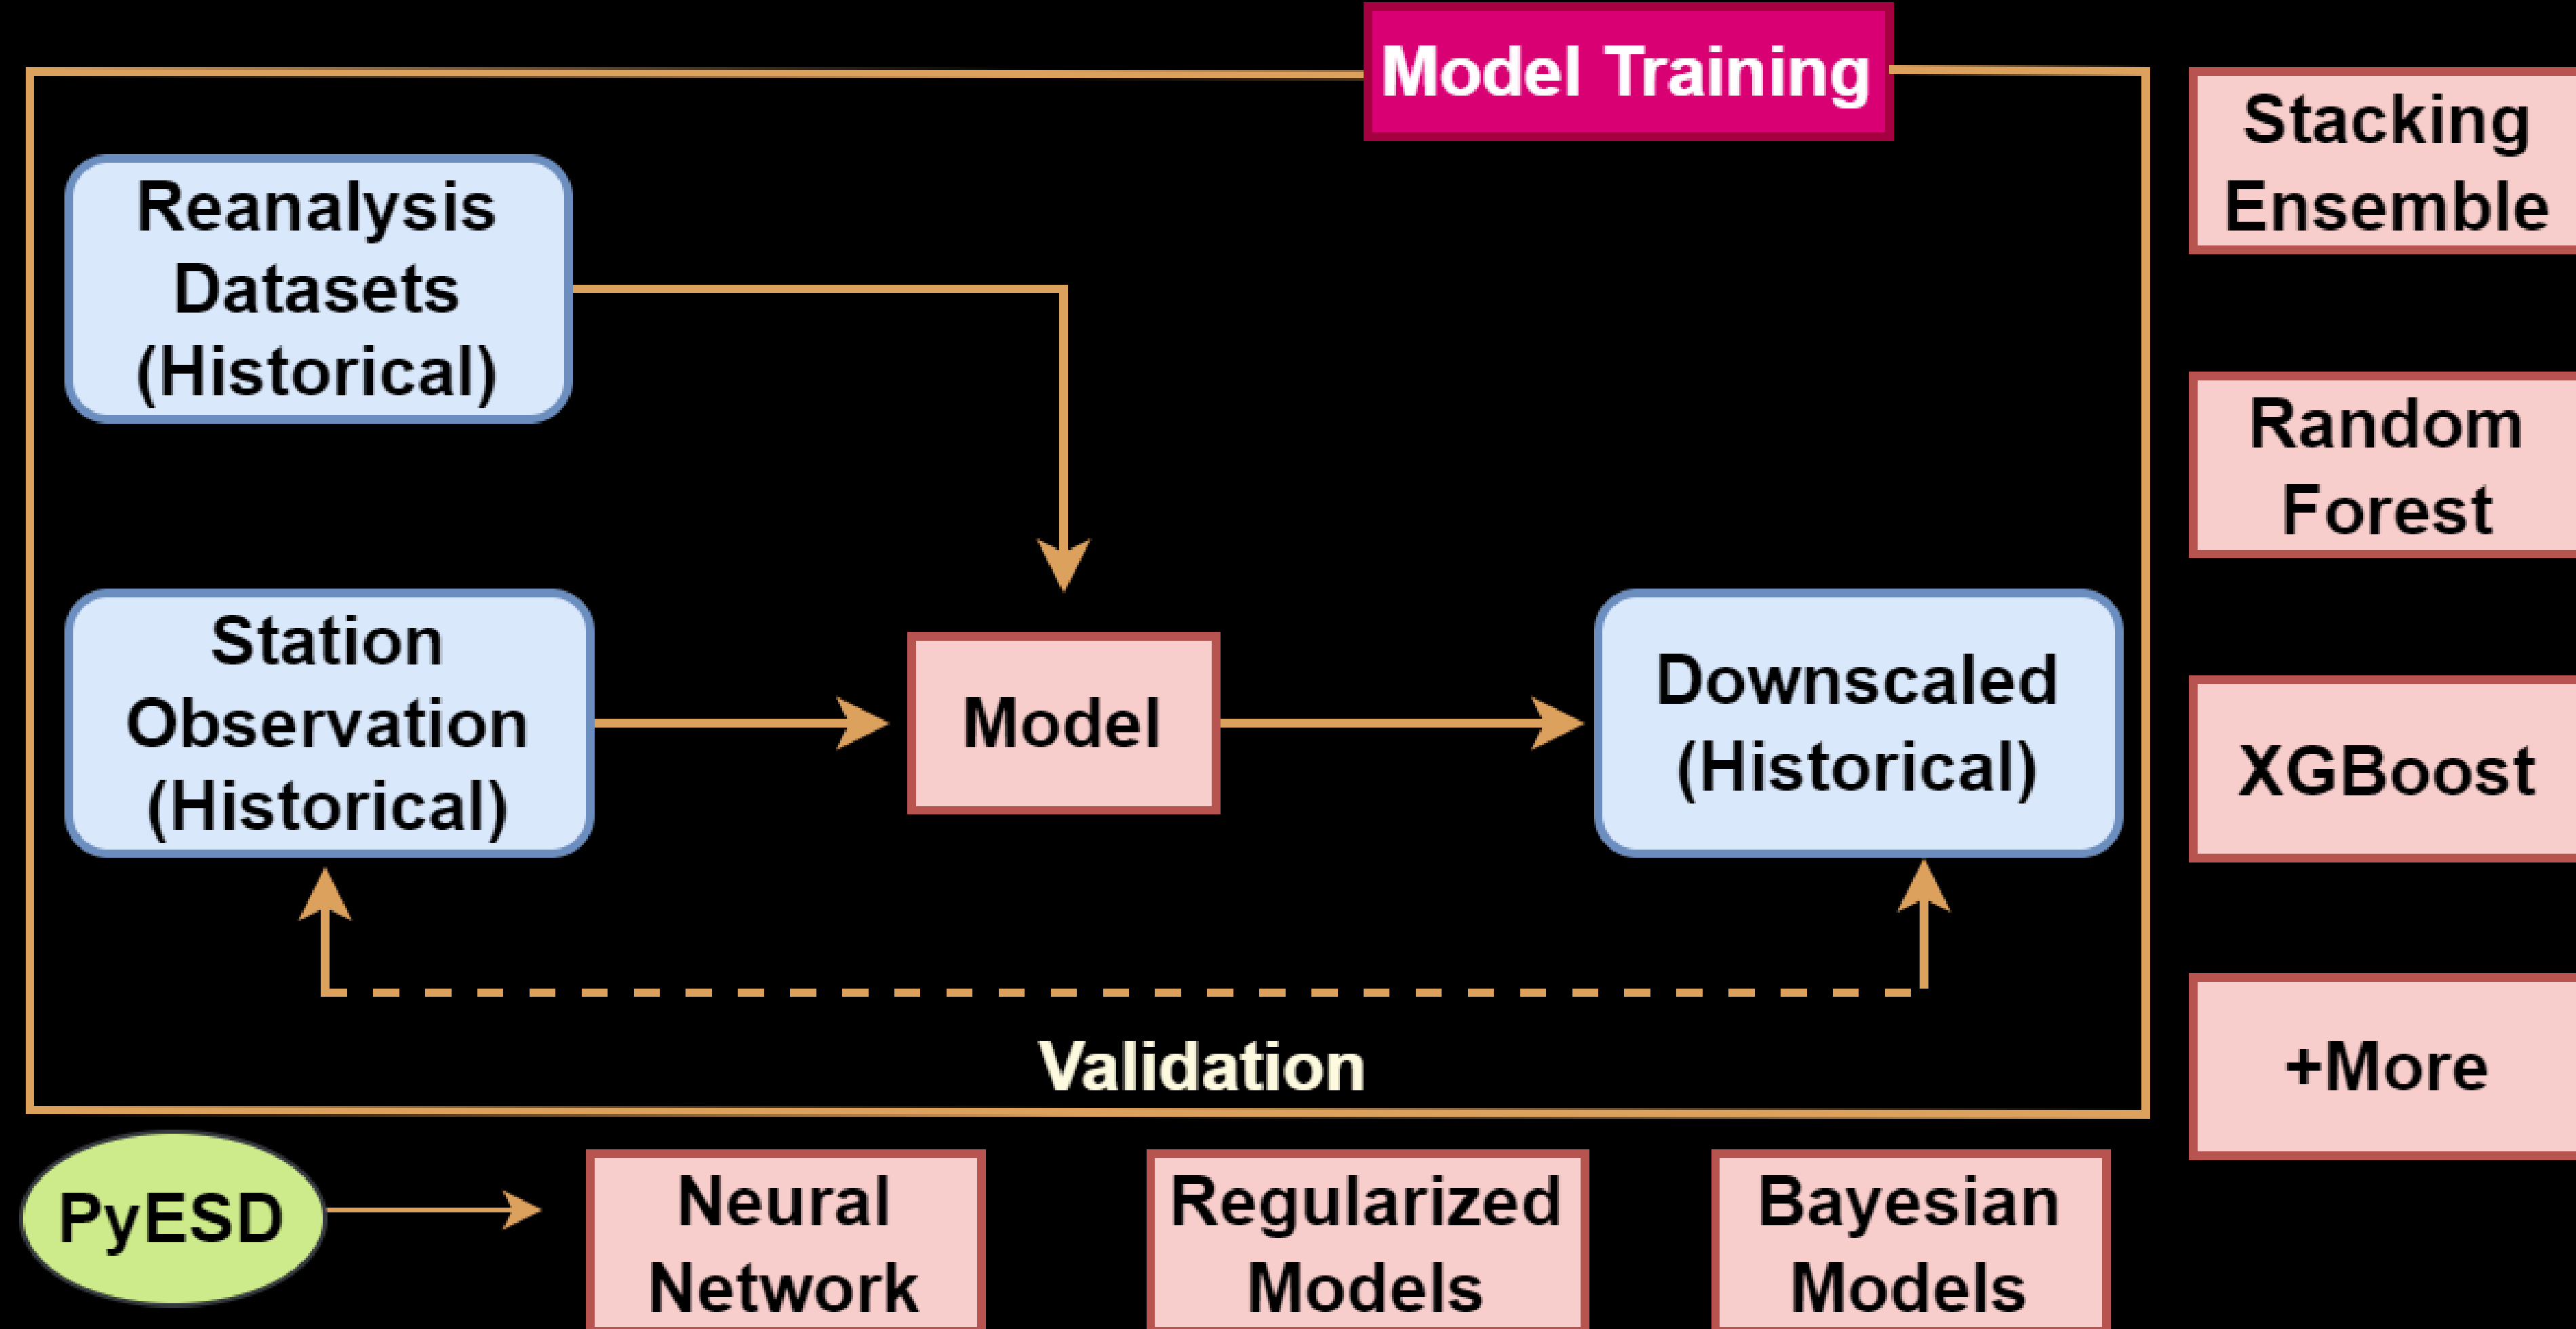 Model Training
Reanalysis
Datasets
(Historical)
Station
Observation
(Historical)
Model
Downscaled
(Historical)
Validation
Stacking
Ensemble
Random
Forest
XGBoost
+More
PyESD
Neural
Network
Regularized
Models
Bayesian
Models